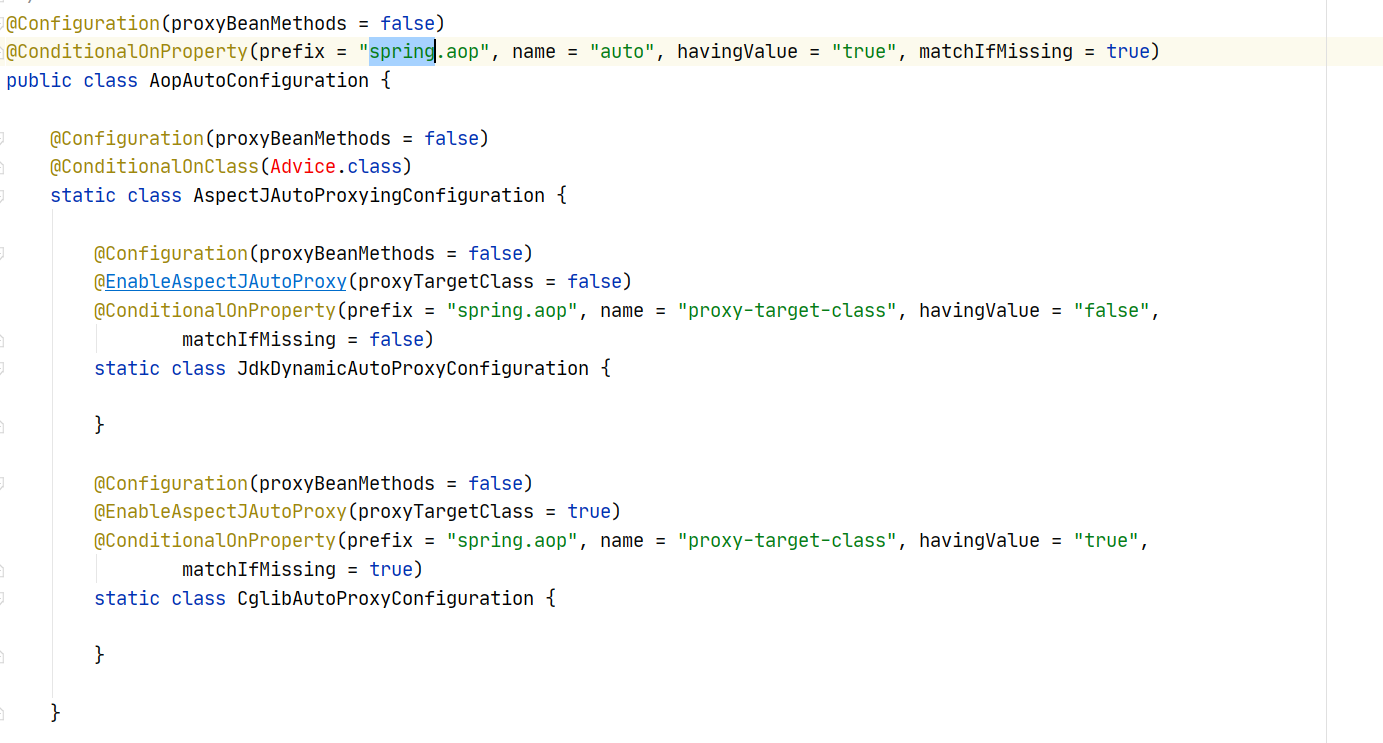 @Configuration(proxyBeanMethods = false)
@ConditionalOnProperty(prefix = "spring.aop", name = "auto", havingValue = "true", matchIfMissing = true)
public class AopAutoConfiguration {
@Configuration(proxyBeanMethods = false)
@ConditionalOnClass(Advice.class)
static class AspectJAutoProxyingConfiguration {
@Configuration(proxyBeanMethods = false)
@EnableAspectJAutoProxy(proxyTargetClass = false)
@ConditionalOnProperty(prefix = "spring.aop", name = "proxy-target-class", havingValue = "false",
matchIfMissing = false)
static class JdkDynamicAutoProxyConfiguration {
}
@Configuration(proxyBeanMethods = false)
@EnableAspectJAutoProxy(proxyTargetClass = true)
@ConditionalOnProperty(prefix = "spring.aop", name = "proxy-target-class", havingValue = "true",
matchIfMissing = true)
static class CglibAutoProxyConfiguration {
}
}